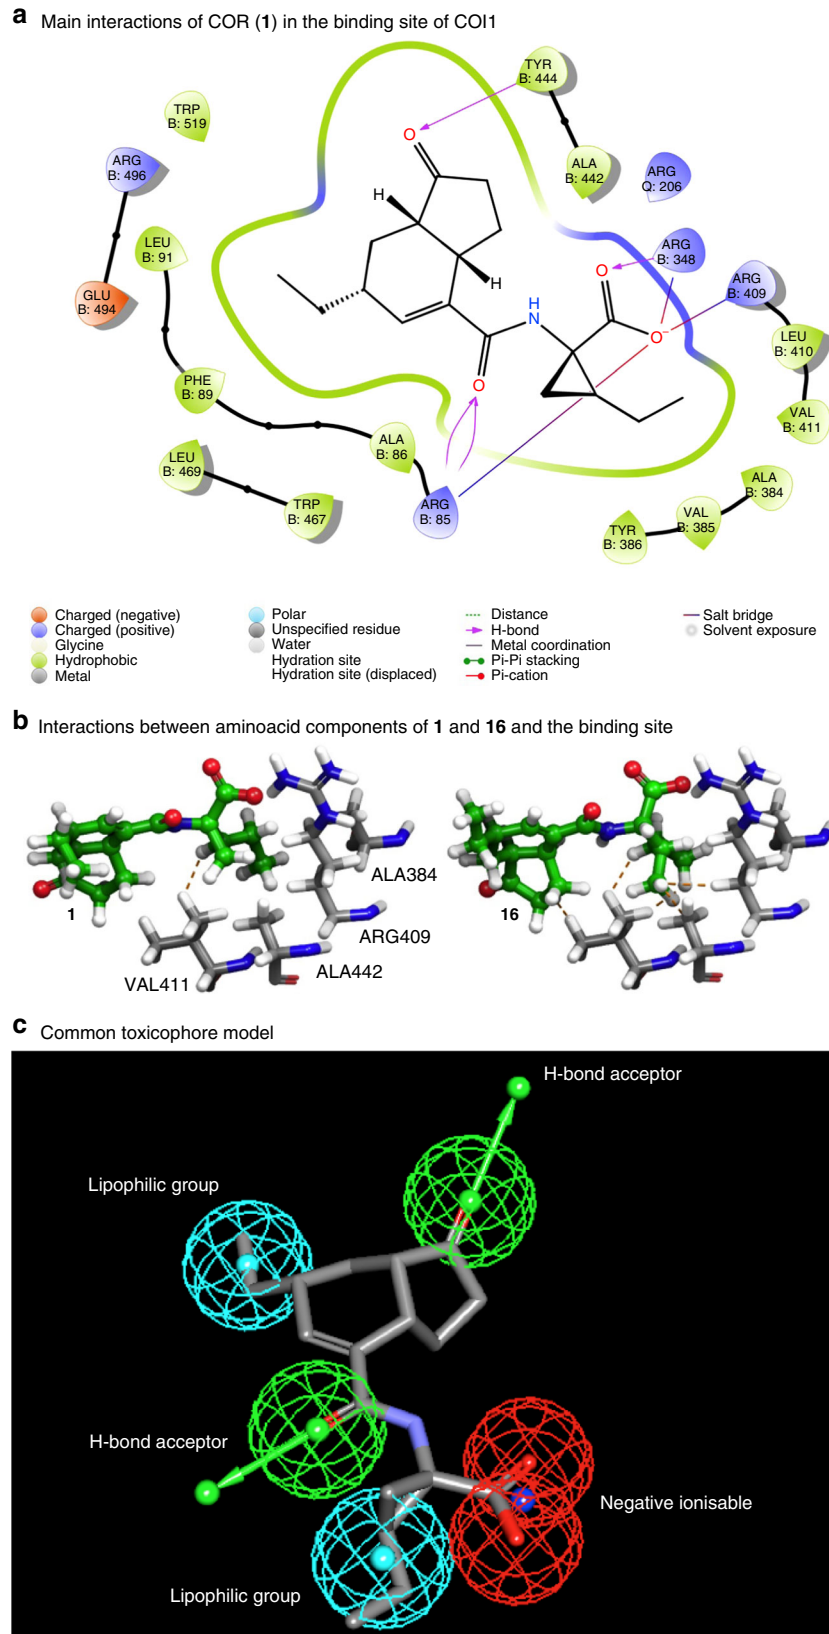 a Main interactions of COR (1) in the binding site of COI1
TYR
B: 444
TRP
B: 519
ARG
B: 496
ALA
B: 442
ARG
Q: 206
LEU
B: 91
ARG
B: 348
ARG
B: 409
GLU
B: 494
O
H
H
O
H
N
O−
O
LEU
B: 410
PHE
B: 89
VAL
B: 411
ALA
B: 86
LEU
B: 469
ALA
B: 384
TRP
B: 467
ARG
B: 85
VAL
B: 385
TYR
B: 386
Charged (negative)
Charged (positive)
Glycine
Hydrophobic
Metal
Polar
Unspecified residue
Water
Hydration site
Hydration site (displaced)
Distance
H-bond
Metal coordination
Pi-Pi stacking
Pi-cation
Salt bridge
Solvent exposure
b Interactions between aminoacid components of 1 and 16 and the binding site
1
ALA384
ARG409
ALA442
VAL411
16
c Common toxicophore model
H-bond acceptor
Lipophilic group
H-bond acceptor
Negative ionisable
Lipophilic group